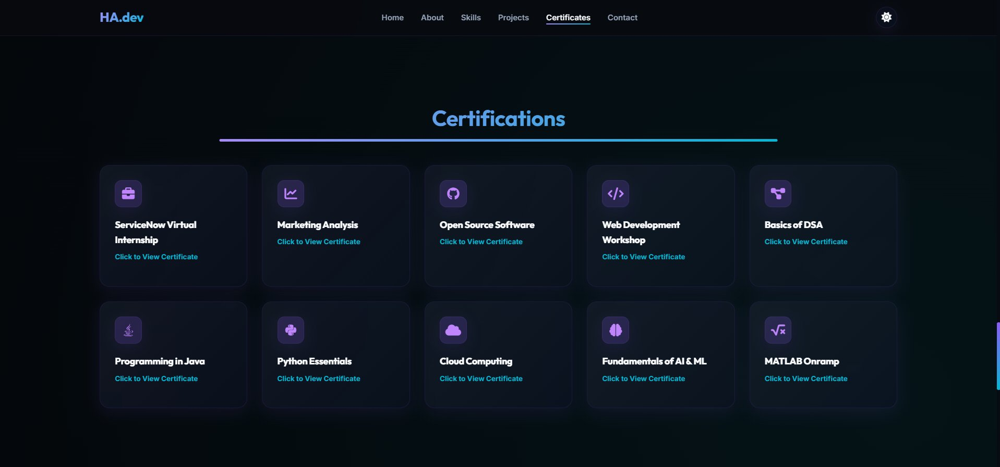 HA.dev
Home About Skills Projects Certificates Contact
Certifications
ServiceNow Virtual
Internship
Click to View Certificate
Marketing Analysis
Click to View Certificate
Open Source Software
Click to View Certificate
Web Development
Workshop
Click to View Certificate
Basics of DSA
Click to View Certificate
Programming in Java
Click to View Certificate
Python Essentials
Click to View Certificate
Cloud Computing
Click to View Certificate
Fundamentals of AI & ML
Click to View Certificate
MATLAB Onramp
Click to View Certificate